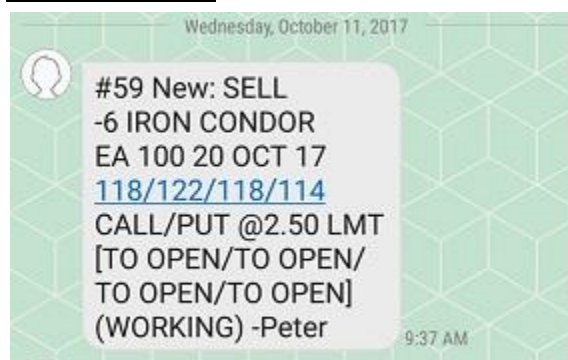 Wednesday, October 11, 2017
#59 New: SELL
-6 IRON CONDOR
EA 100 20 OCT 17
118/122/118/114
CALL/PUT @2.50 LMT
[TO OPEN/TO OPEN/
TO OPEN/TO OPEN]
(WORKING) -Peter
9:37 AM